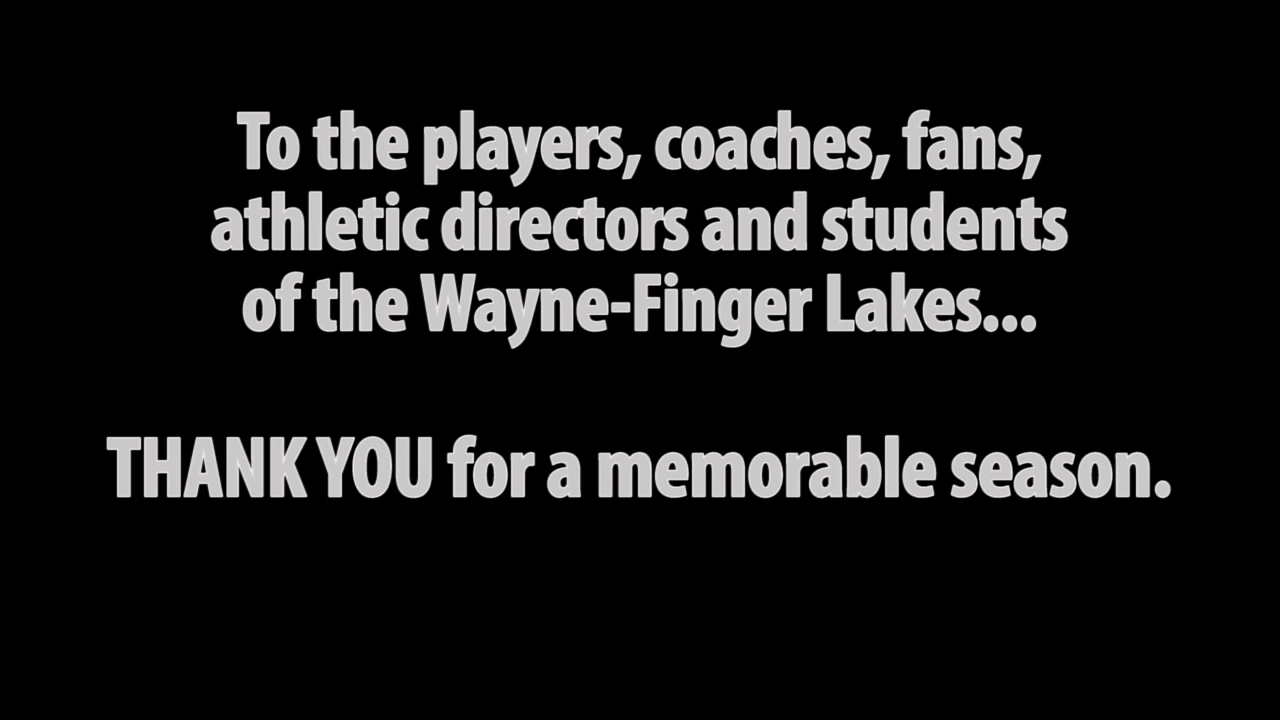 To the players, coaches, fans,
athletic directors and students
of the Wayne-Finger Lakes...
THANK YOU for a memorable season.